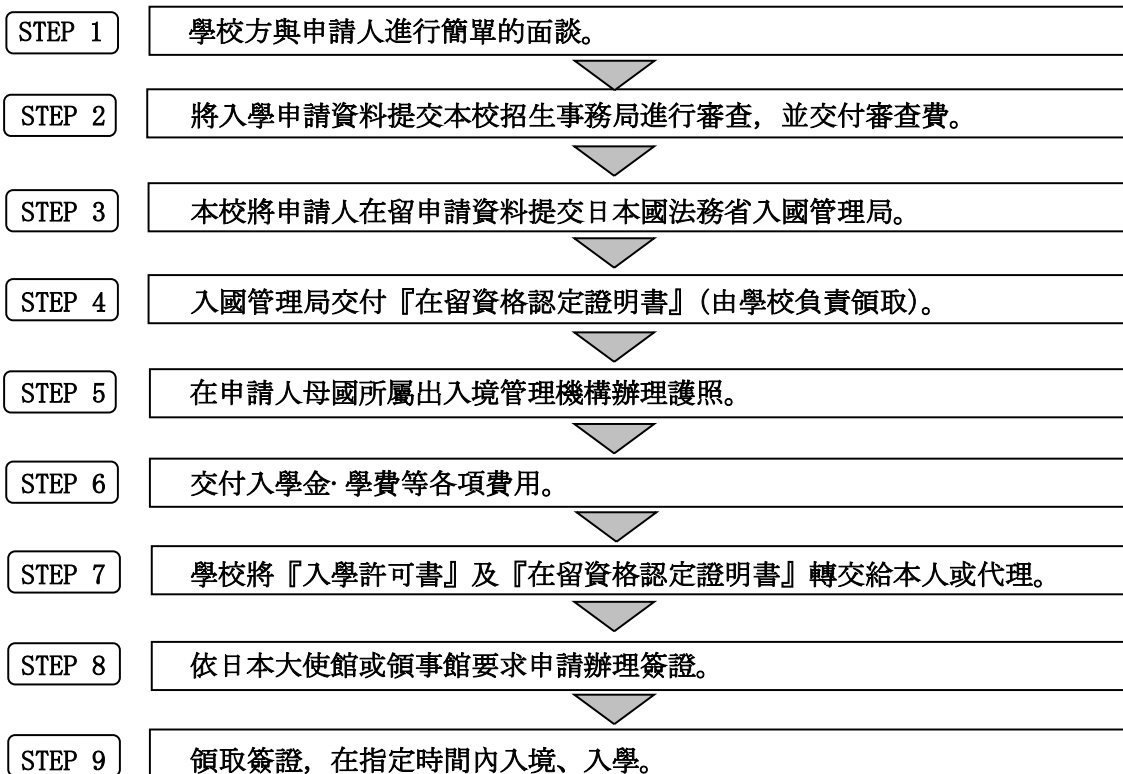 STEP 1 學校方與申請人進行簡單的面談。
STEP 2 將入學申請資料提交本校招生事務局進行審查，並交付審查費。
STEP 3 本校將申請人在留申請資料提交日本國法務省入國管理局。
STEP 4 入國管理局交付『在留資格認定證明書』(由學校負責領取)。
STEP 5 在申請人母國所屬出入境管理機構辦理護照。
STEP 6 交付入學金·學費等各項費用。
STEP 7 學校將『入學許可書』及『在留資格認定證明書』轉交給本人或代理。
STEP 8 依日本大使館或領事館要求申請辦理簽證。
STEP 9 領取簽證，在指定時間內入境、入學。